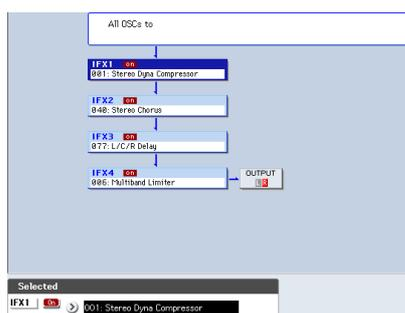 All OSCs to
IFX1 on
001: Stereo Dyna Compressor
IFX2 on
040: Stereo Chorus
IFX3 on
077: L/C/R Delay
IFX4 on
006: Multiband Limiter
OUTPUT
L R
Selected
IFX1 On > 001: Stereo Dyna Compressor